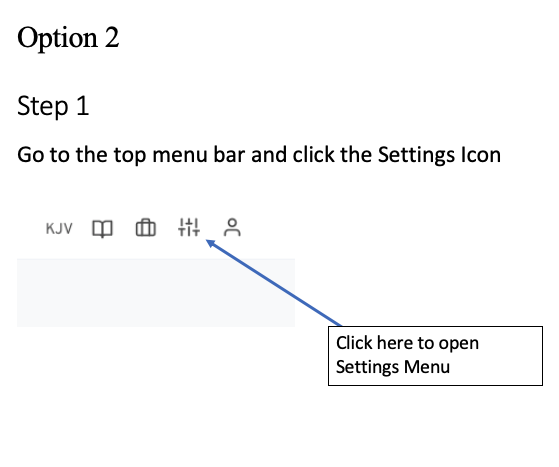 Option 2
Step 1
Go to the top menu bar and click the Settings Icon
KJV
Click here to open
Settings Menu